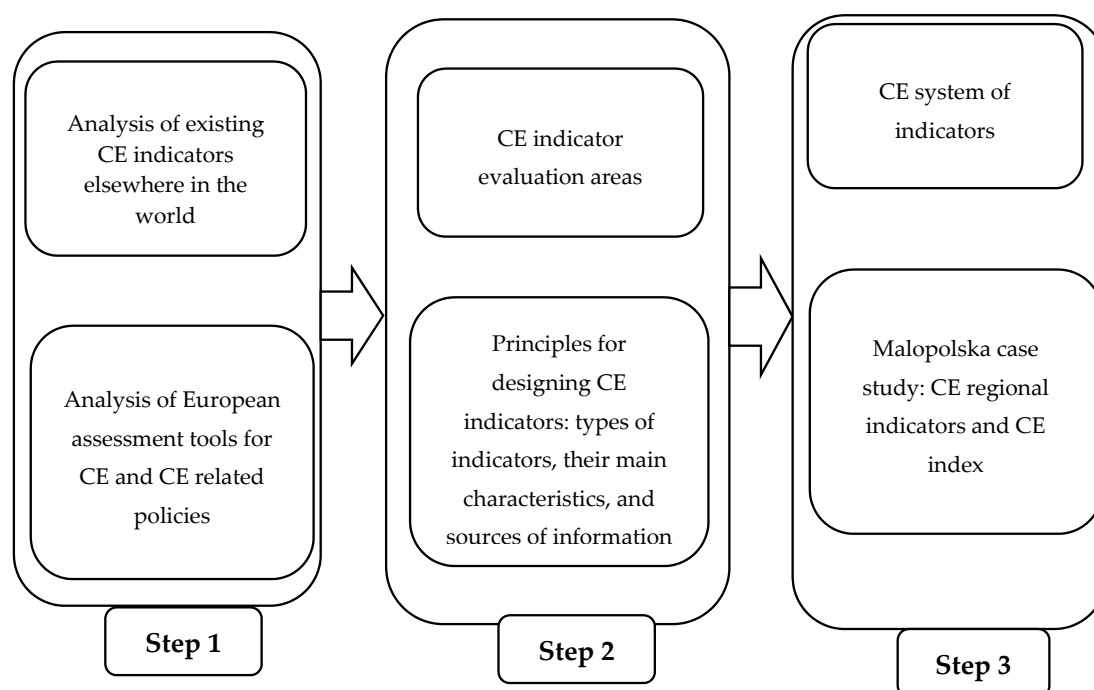 Analysis of existing
CE indicators
elsewhere in the
world
Analysis of European
assessment tools for
CE and CE related
policies
Step 1
CE indicator
evaluation areas
Principles for
designing CE
indicators: types of
indicators, their main
characteristics, and
sources of information
Step 2
CE system of
indicators
Malopolska case
study: CE regional
indicators and CE
index
Step 3